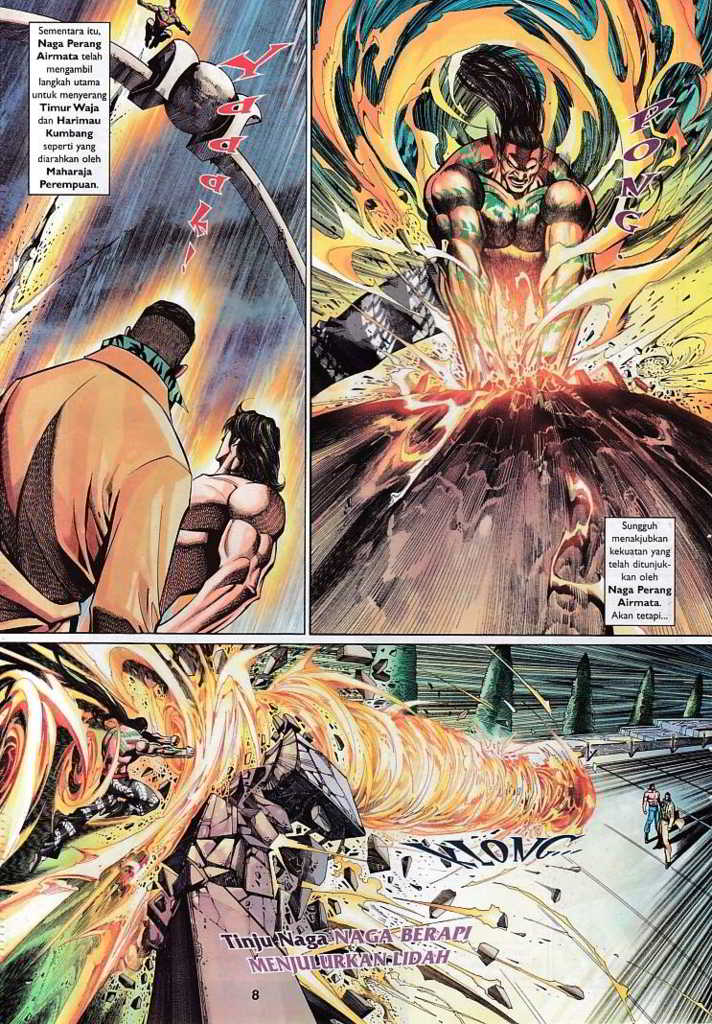 Sementara itu,
Naga Perang
Airmata telah
mengambil
langkah utama
untuk menyerang
Timur Waja
dan Harimau
Kumbang
seperti yang
diarahkan oleh
Maharaja
Perempuan.
Yaaaak!
PONG
Sungguh
menakjubkan
kekuatan yang
telah ditunjuk-
kan oleh
Naga Perang
Airmata.
Akan tetapi...
KLONG...
Tinju Naga NAGA BERAPI
MENJULURKAN LIDAH
8